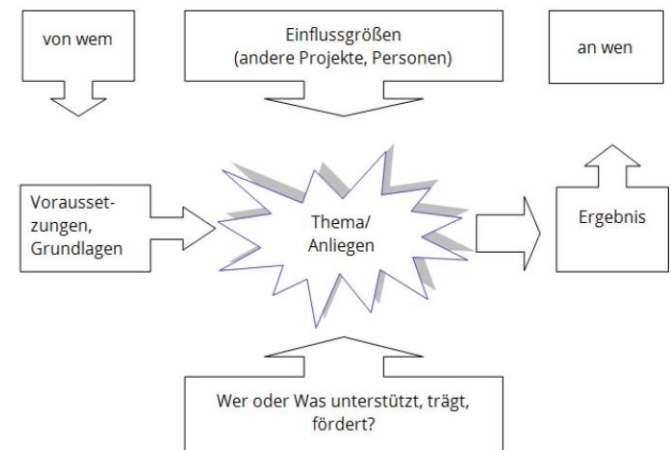 von wem
Einflussgrößen
(andere Projekte, Personen)
an wen
Vorausset-
zungen,
Grundlagen
Thema/
Anliegen
Ergebnis
Wer oder Was unterstützt, trägt,
fördert?